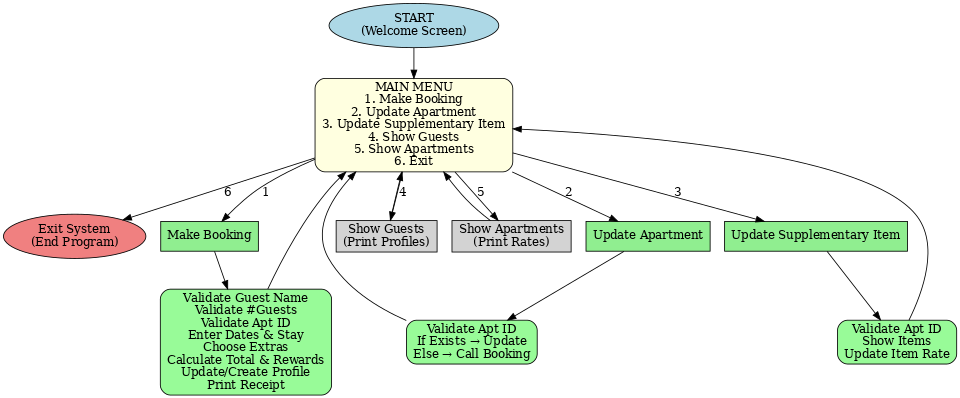 START
(Welcome Screen)
MAIN MENU
1. Make Booking
2. Update Apartment
3. Update Supplementary Item
4. Show Guests
5. Show Apartments
6. Exit
6
1
4
5
2
3
Exit System
(End Program)
Make Booking
Show Guests
(Print Profiles)
Show Apartments
(Print Rates)
Update Apartment
Update Supplementary Item
Validate Guest Name
Validate #Guests
Validate Apt ID
Enter Dates & Stay
Choose Extras
Calculate Total & Rewards
Update/Create Profile
Print Receipt
Validate Apt ID
If Exists → Update
Else → Call Booking
Validate Apt ID
Show Items
Update Item Rate